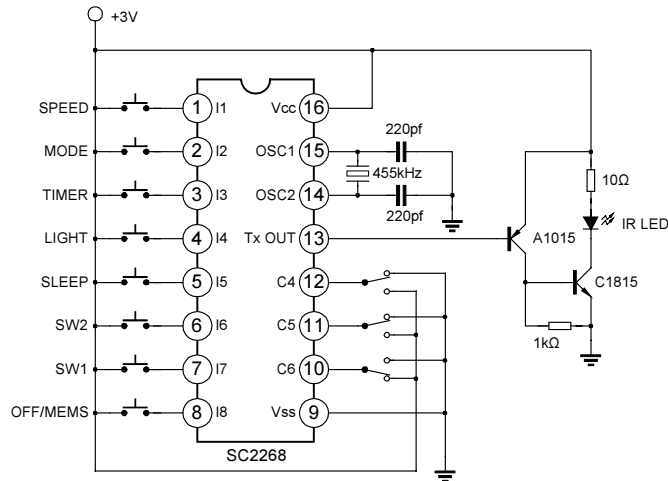 +3V
SPEED 1 I1 Vcc 16
MODE 2 I2 OSC1 15
TIMER 3 I3 OSC2 14
LIGHT 4 I4 Tx OUT 13
SLEEP 5 I5 C4 12
SW2 6 I6 C5 11
SW1 7 I7 C6 10
OFF/MEMS 8 I8 Vss 9
SC2268
220pf
455kHz
220pf
10Ω
IR LED
A1015
C1815
1kΩ